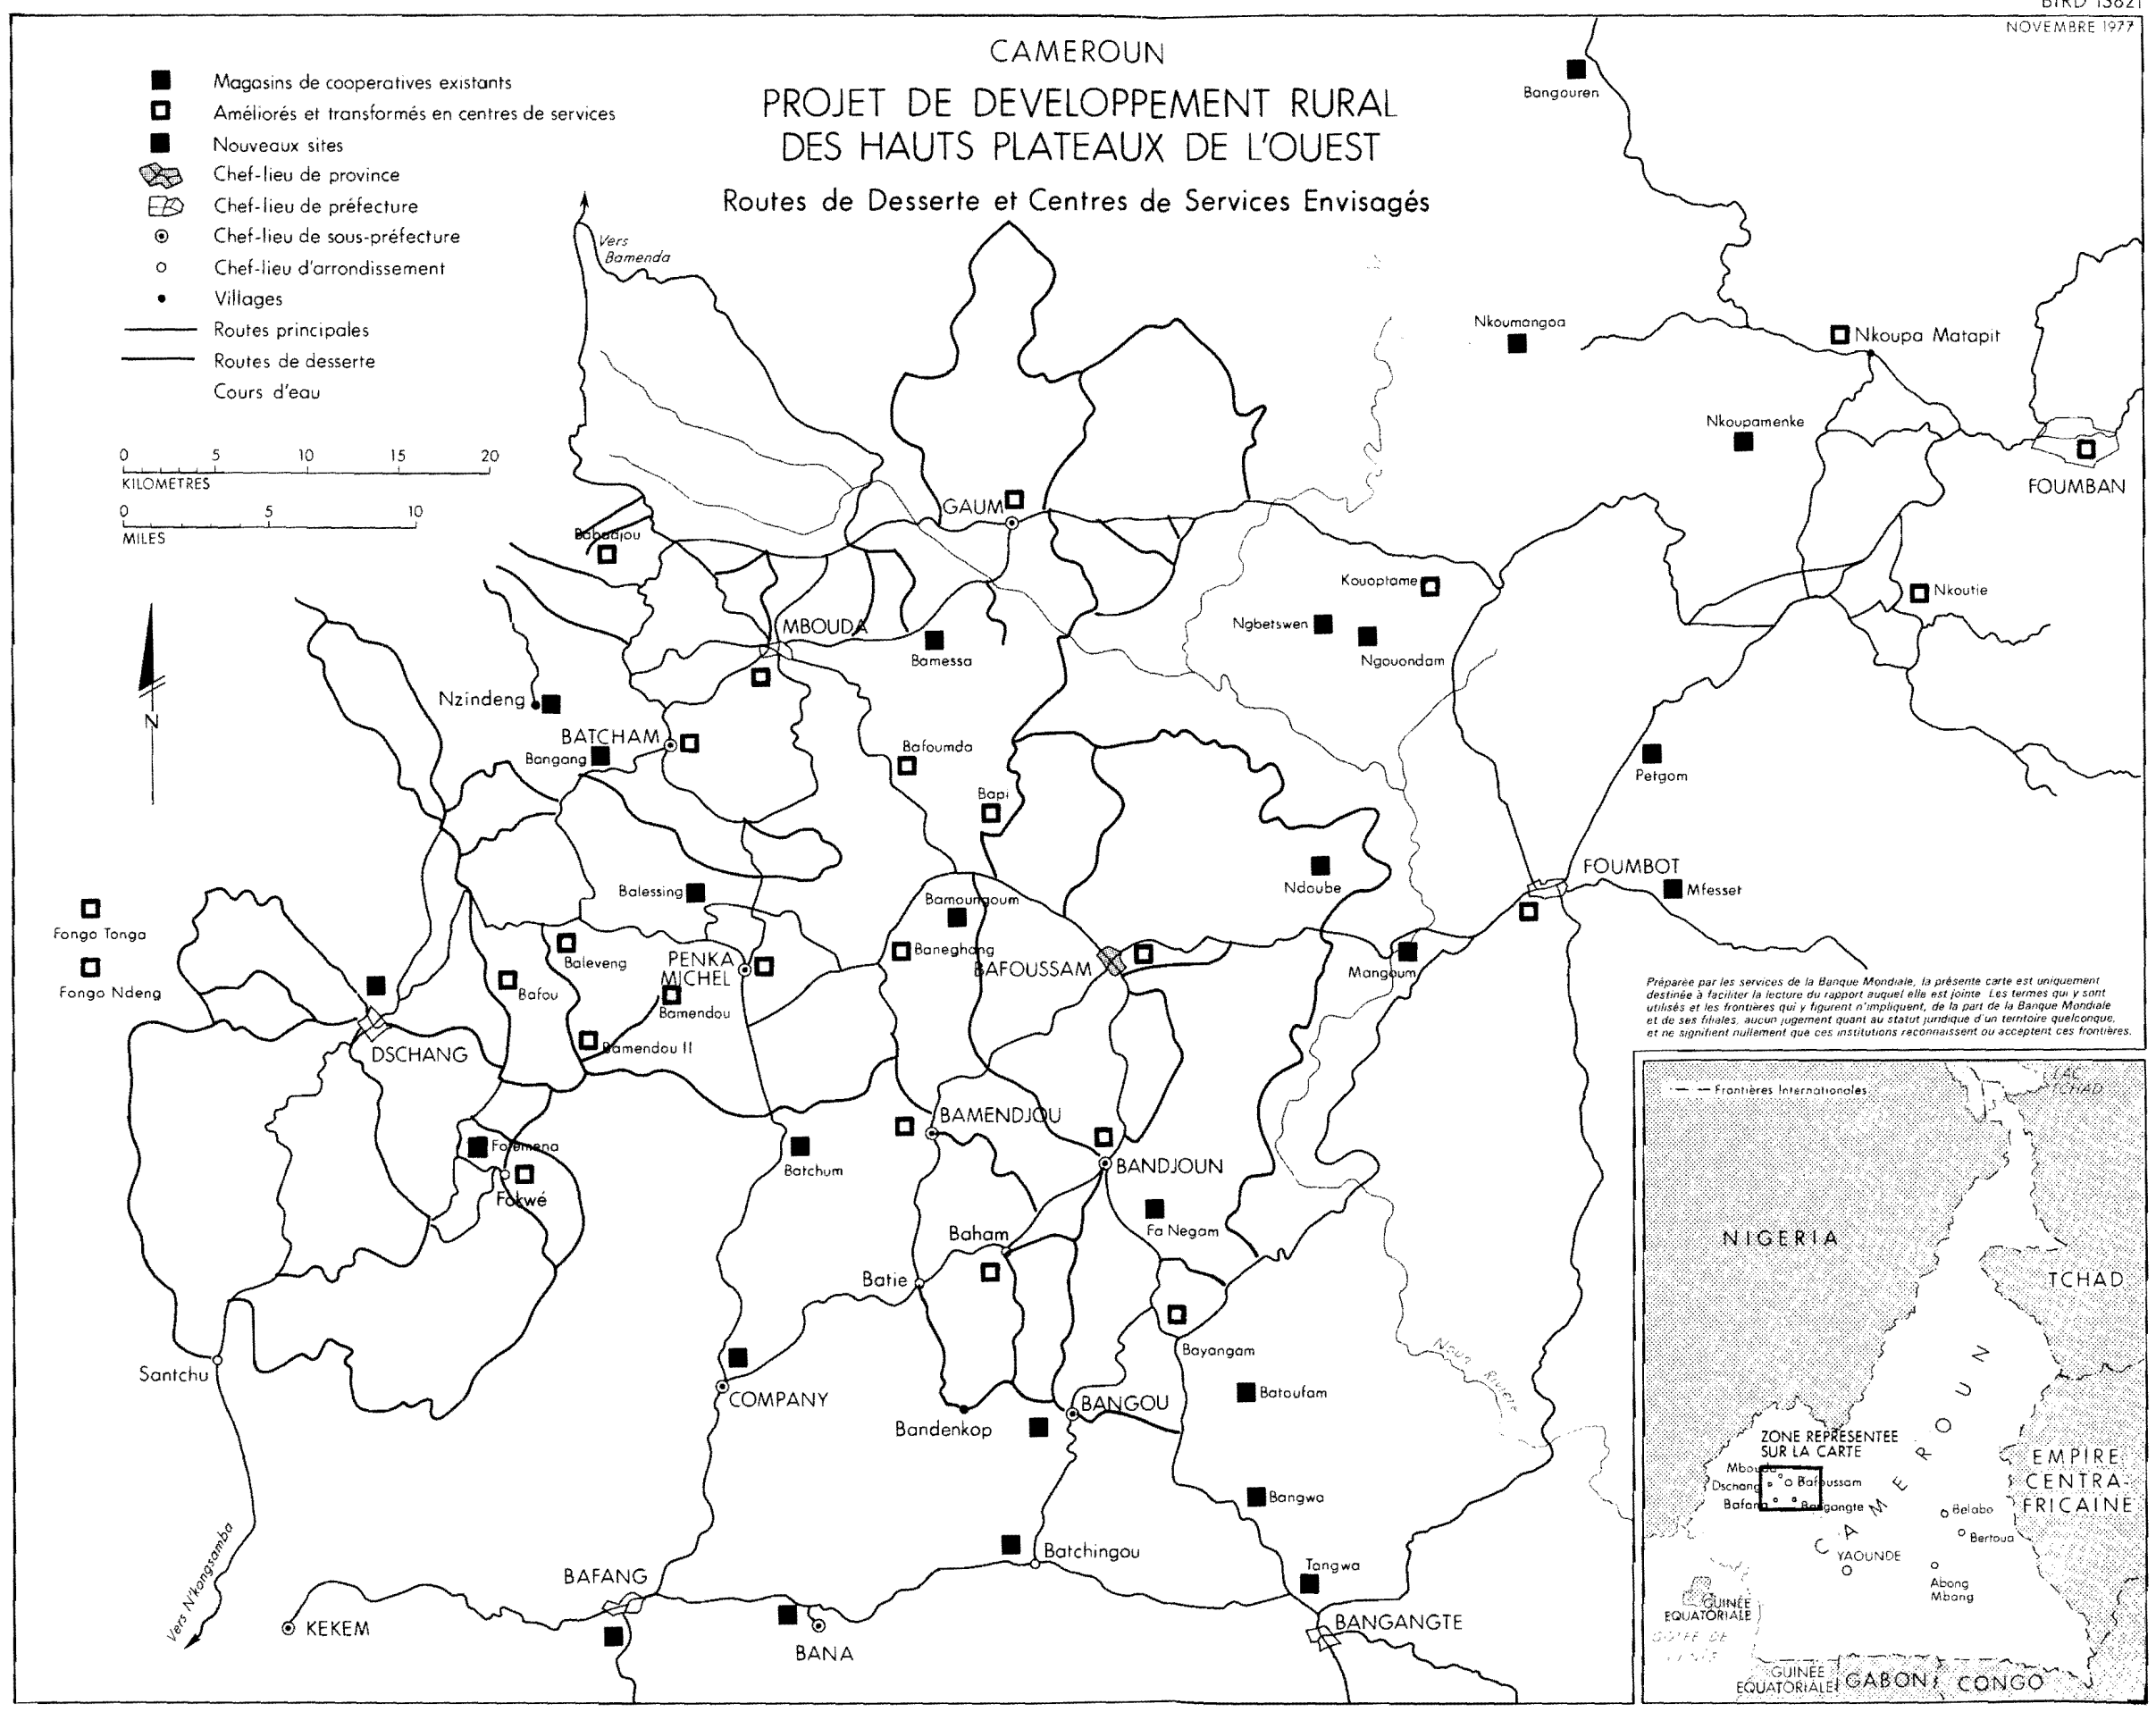 BIRD 13821
NOVEMBRE 1977
CAMEROUN
PROJET DE DEVELOPPEMENT RURAL
DES HAUTS PLATEAUX DE L'OUEST
Routes de Desserte et Centres de Services Envisagés
Magasins de cooperatives existants
Améliorés et transformés en centres de services
Nouveaux sites
Chef-lieu de province
Chef-lieu de préfecture
Chef-lieu de sous-préfecture
Chef-lieu d'arrondissement
Villages
Routes principales
Routes de desserte
Cours d'eau
0 5 10 15 20
KILOMETRES
0 5 10
MILES
N
Vers
Bamenda
Bangouren
Nkoumangoa
Nkoupa Matapit
Nkoupamenke
FOUMBAN
GAUM
Babadjou
Kouoptame
Nkoutie
Ngbetswen
Ngouondam
MBOUDA
Bamessa
Nzindeng
BATCHAM
Bangang
Bafoumda
Petgom
Bapi
FOUMBOT
Ndoube
Mfesset
Balessing
Bamoungoum
Fongo Tonga
Baneghang
Baleveng
PENKA
MICHEL
BAFOUSSAM
Mangoum
Fongo Ndeng
Bafou
Bamendou
Bamendou II
DSCHANG
BAMENDJOU
Fotomena
Batchum
BANDJOUN
Fokwé
Fa Negam
Baham
Batie
Bayangam
Noun Riviere
Santchu
COMPANY
Batoufam
BANGOU
Bandenkop
Bangwa
Batchingou
Tongwa
Vers N'kongsamba
BAFANG
KEKEM
BANA
BANGANGTE
Préparée par les services de la Banque Mondiale, la présente carte est uniquement
destinée à faciliter la lecture du rapport auquel elle est jointe. Les termes qui y sont
utilisés et les frontières qui y figurent n'impliquent, de la part de la Banque Mondiale
et de ses filiales, aucun jugement quant au statut juridique d'un territoire quelconque,
et ne signifient nullement que ces institutions reconnaissent ou acceptent ces frontières.
Frontières Internationales
LAC
TCHAD
NIGERIA
TCHAD
CAMEROUN
ZONE REPRESENTEE
SUR LA CARTE
Mbouda
Dschang
Bafoussam
Bafang
Bangangte
EMPIRE
CENTRA-
FRICAINE
Belabo
Bertoua
YAOUNDE
Abong
Mbang
GUINÉE
EQUATORIALE
GOLFE DE
GUINÉE
EQUATORIALE
GABON
CONGO